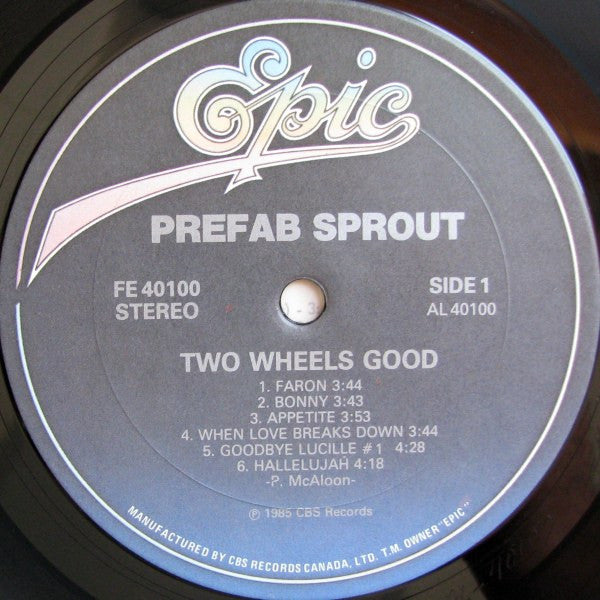 Epic
PREFAB SPROUT
FE 40100
STEREO
SIDE 1
AL 40100
TWO WHEELS GOOD
1. FARON 3:44
2. BONNY 3:43
3. APPETITE 3:53
4. WHEN LOVE BREAKS DOWN 3:44
5. GOODBYE LUCILLE #1 4:28
6. HALLELUJAH 4:18
-P. McAloon-
℗ 1985 CBS Records
MANUFACTURED BY CBS RECORDS CANADA, LTD. T.M. OWNER "EPIC"